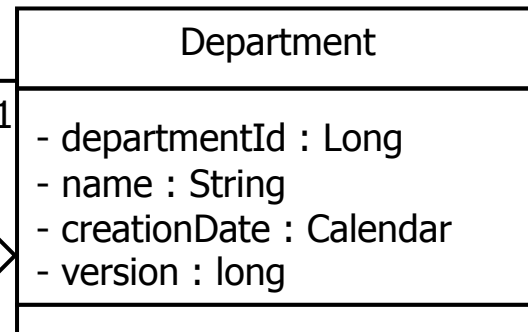 Department
1
- departmentId : Long
- name : String
- creationDate : Calendar
- version : long